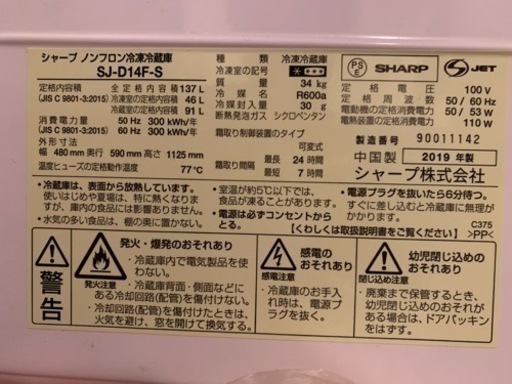 シャープ ノンフロン冷凍冷蔵庫
SJ-D14F-S
定格内容積 137 L
(JIS C 9801-3:2015) 冷凍室の定格内容積 46 L
冷蔵室の定格内容積 91 L
消費電力量 50 Hz 300 kWh/年
(JIS C 9801-3:2015) 60 Hz 300 kWh/年
外形寸法
幅 480 mm 奥行 590 mm 高さ 1125 mm
温度ヒューズの定格動作温度 77℃
種類 冷凍冷蔵庫
冷凍室の記号
質量 34 kg
冷媒 R600a
冷媒封入量 30 g
断熱発泡ガス シクロペンタン
霜取り制御装置のタイプ
可変式
霜取り間隔 最長 24 時間
最短 7 時間
PS
E
SHARP
S JET
定格電圧 100 V
定格周波数 50 / 60 Hz
電動機の定格消費電力 50 / 53 W
電熱装置の定格消費電力 110 W
製造番号 90011142
中国製 2019 年製
シャープ株式会社
・冷蔵庫は、表面から放熱しています。
使いはじめや夏場は、特に熱く感じることがありますが、庫内の食品には影響ありません。
・水気の多い食品は、棚の奥に置かない。
・室温が約5℃以下では、食品が凍ることがあります。
・電源は必ずコンセントからとる。
・電源プラグを抜いたら6分待つ。
すぐに差し込むと冷蔵庫に無理がかかります。
【くわしくは取扱説明書をご覧ください】
C375
>PP<
警告
発火・爆発のおそれあり
発火注意
・冷蔵庫内で電気製品を使わない。
・冷蔵庫背面・側面などにある冷却回路(配管)を傷付けない。
・冷却回路(配管)を傷付けたときは、火気を避け、窓を開けて換気する。
感電のおそれあり
感電注意
・冷蔵庫のお手入れ時は、電源プラグを抜く。
幼児閉じ込めのおそれあり
閉じ込め注意
・廃棄まで保管するとき、幼児が閉じ込められるおそれがある場合は、ドアパッキンをはずす。